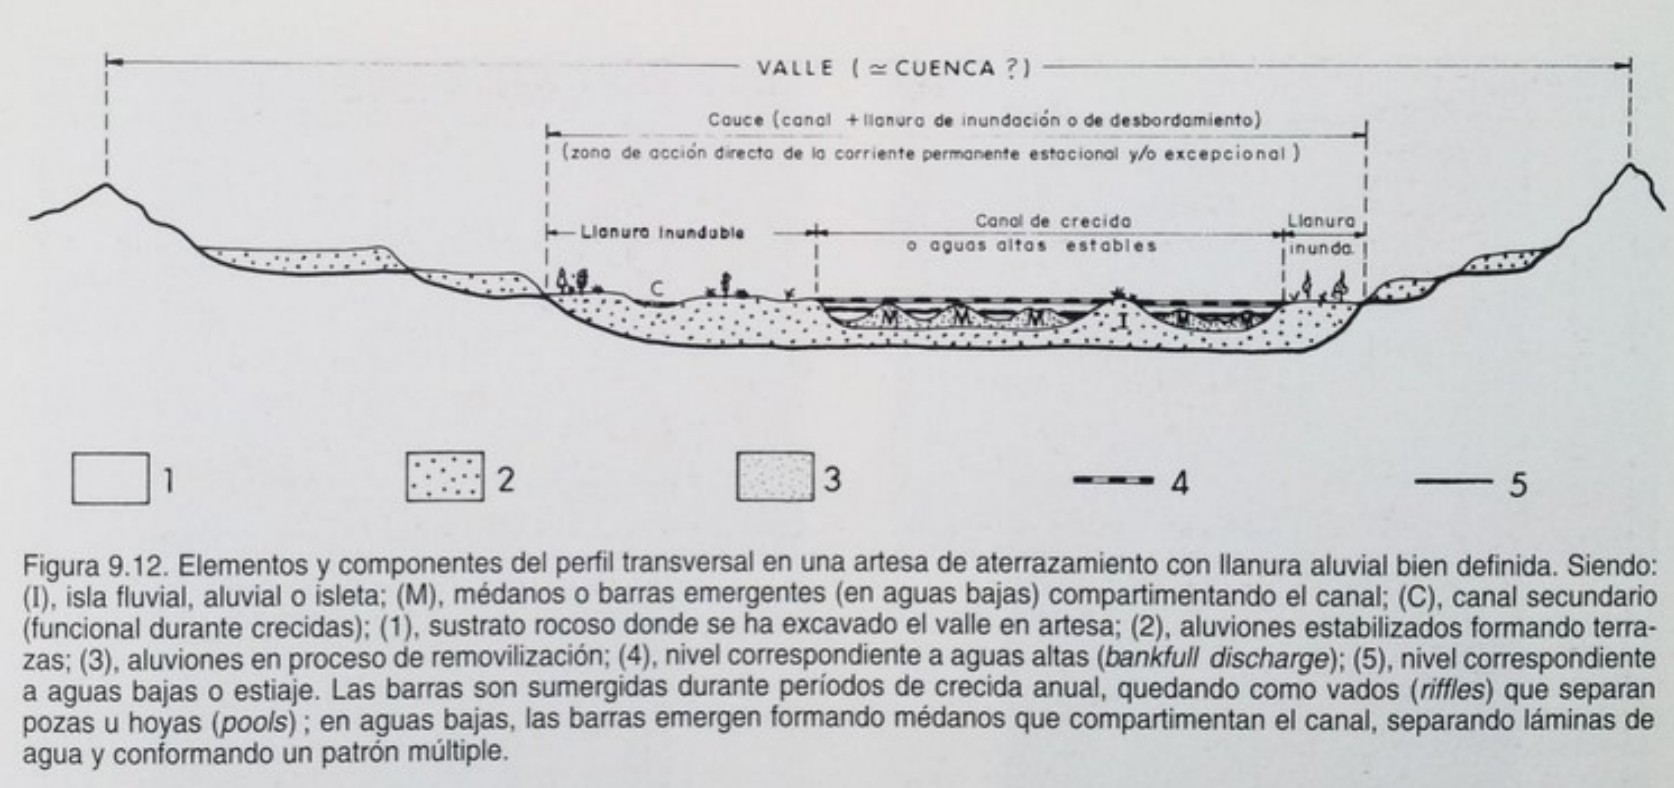 VALLE ( ≃ CUENCA ? )
Cauce (canal + llanura de inundación o de desbordamiento)
(zona de acción directa de la corriente permanente estacional y/o excepcional )
Llanura Inundable
Canal de crecida
o aguas altas estables
Llanura
inunda.
C
M M M I M M
1 2 3 4 5
Figura 9.12. Elementos y componentes del perfil transversal en una artesa de aterrazamiento con llanura aluvial bien definida. Siendo:
(I), isla fluvial, aluvial o isleta; (M), médanos o barras emergentes (en aguas bajas) compartimentando el canal; (C), canal secundario
(funcional durante crecidas); (1), sustrato rocoso donde se ha excavado el valle en artesa; (2), aluviones estabilizados formando terra-
zas; (3), aluviones en proceso de removilización; (4), nivel correspondiente a aguas altas (bankfull discharge); (5), nivel correspondiente
a aguas bajas o estiaje. Las barras son sumergidas durante períodos de crecida anual, quedando como vados (riffles) que separan
pozas u hoyas (pools) ; en aguas bajas, las barras emergen formando médanos que compartimentan el canal, separando láminas de
agua y conformando un patrón múltiple.